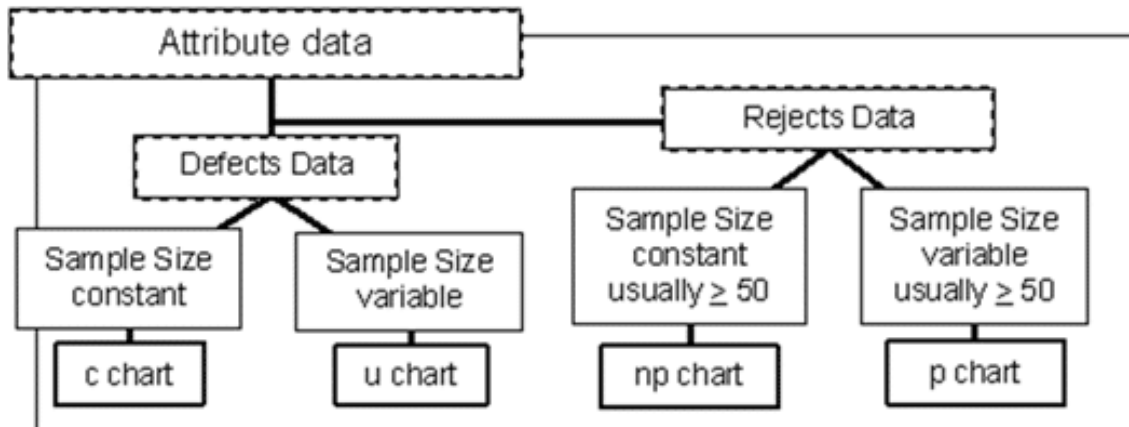 Attribute data
Rejects Data
Defects Data
Sample Size
constant
Sample Size
variable
Sample Size
constant
usually ≥ 50
Sample Size
variable
usually ≥ 50
c chart
u chart
np chart
p chart